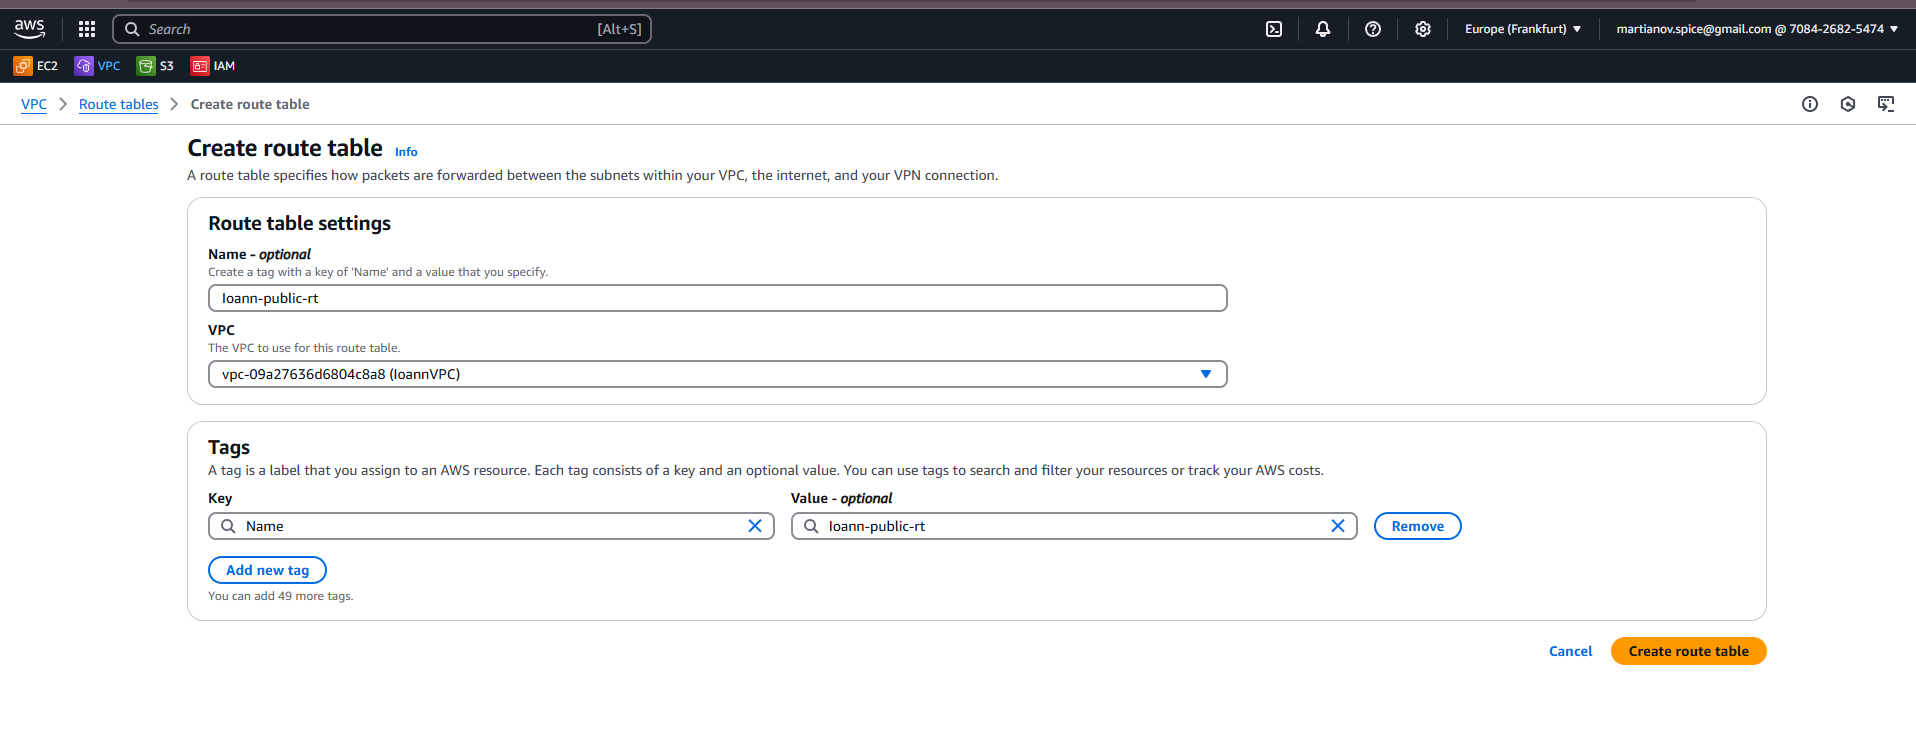 aws Search [Alt+S] Europe (Frankfurt) martianov.spice@gmail.com @ 7084-2682-5474
EC2 VPC S3 IAM
VPC Route tables Create route table
Create route table Info
A route table specifies how packets are forwarded between the subnets within your VPC, the internet, and your VPN connection.
Route table settings
Name - optional
Create a tag with a key of 'Name' and a value that you specify.
Ioann-public-rt
VPC
The VPC to use for this route table.
vpc-09a27636d6804c8a8 (IoannVPC)
Tags
A tag is a label that you assign to an AWS resource. Each tag consists of a key and an optional value. You can use tags to search and filter your resources or track your AWS costs.
Key Value - optional
Name Ioann-public-rt Remove
Add new tag
You can add 49 more tags.
Cancel Create route table